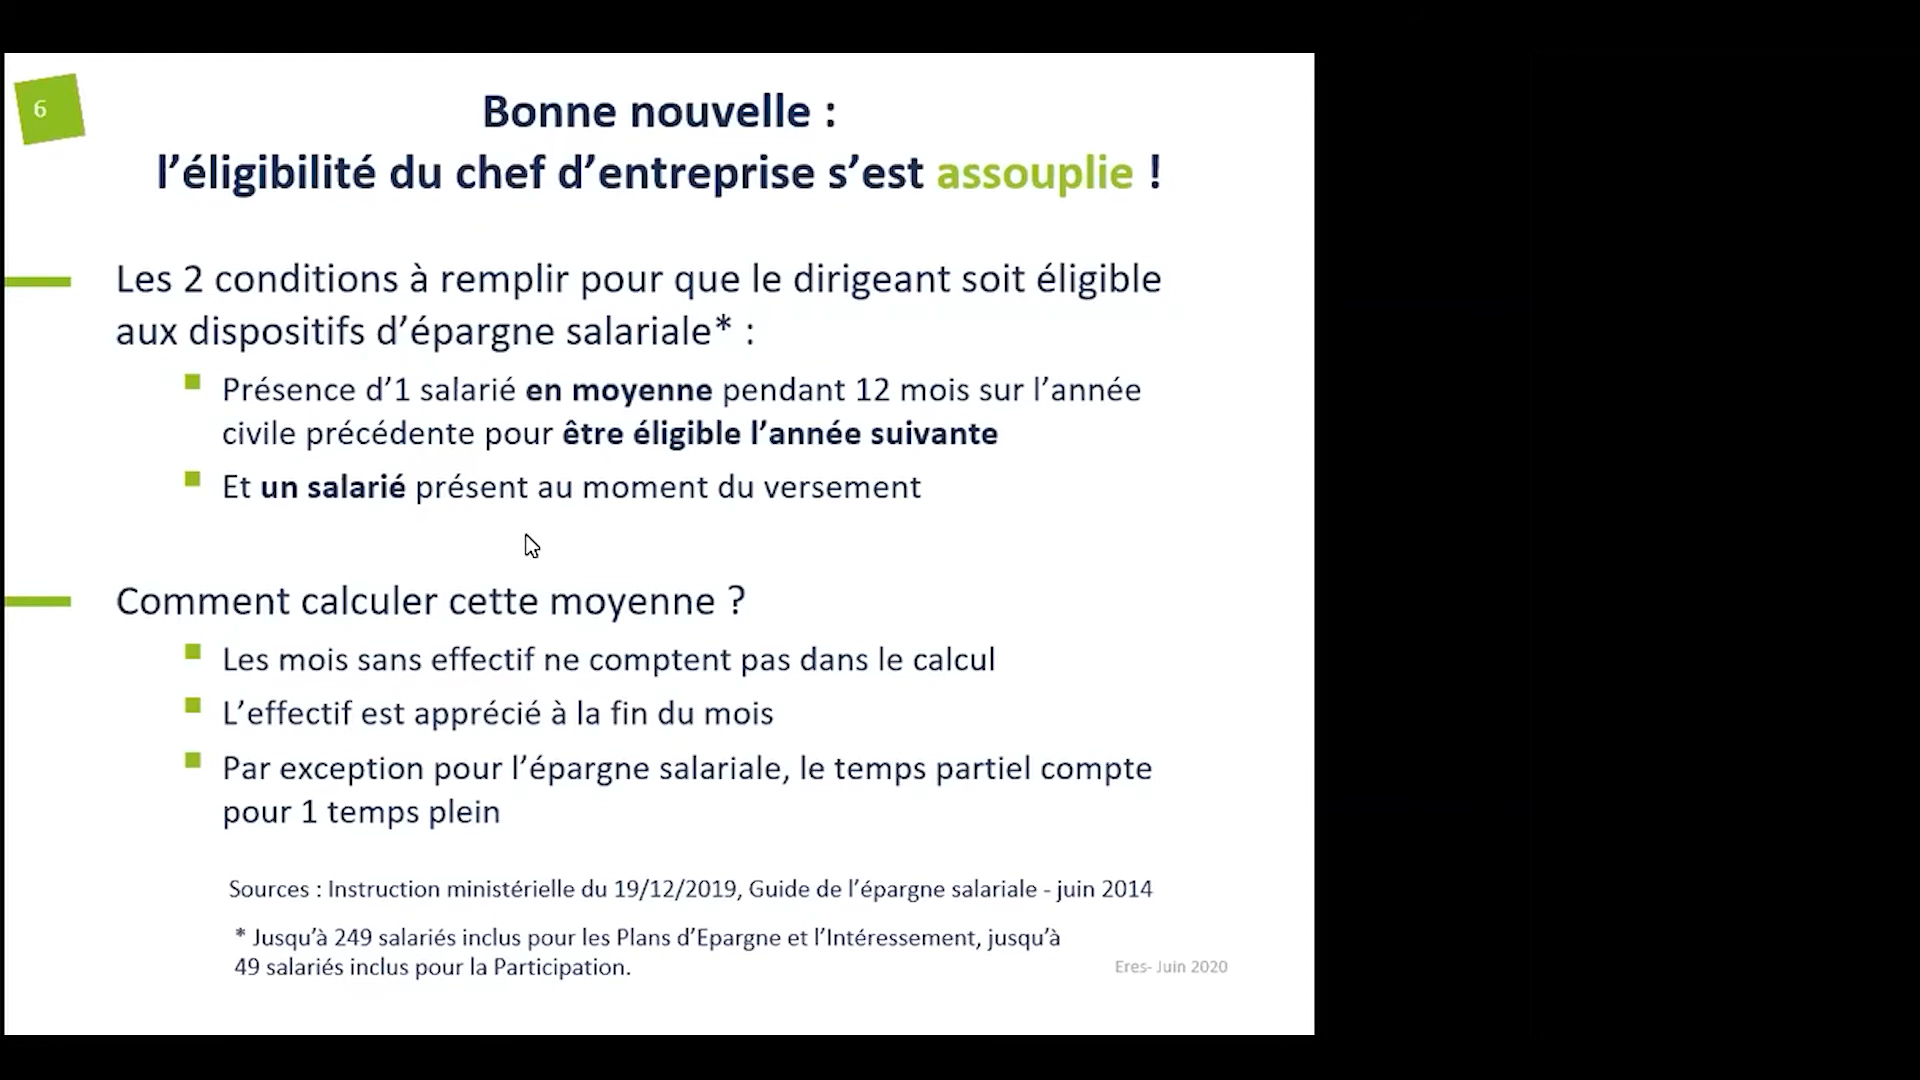 6
Bonne nouvelle :
l’éligibilité du chef d’entreprise s’est assouplie !
Les 2 conditions à remplir pour que le dirigeant soit éligible
aux dispositifs d’épargne salariale* :
Présence d’1 salarié en moyenne pendant 12 mois sur l’année
civile précédente pour être éligible l’année suivante
Et un salarié présent au moment du versement
Comment calculer cette moyenne ?
Les mois sans effectif ne comptent pas dans le calcul
L’effectif est apprécié à la fin du mois
Par exception pour l’épargne salariale, le temps partiel compte
pour 1 temps plein
Sources : Instruction ministérielle du 19/12/2019, Guide de l’épargne salariale - juin 2014
* Jusqu’à 249 salariés inclus pour les Plans d’Epargne et l’Intéressement, jusqu’à
49 salariés inclus pour la Participation.
Eres- Juin 2020